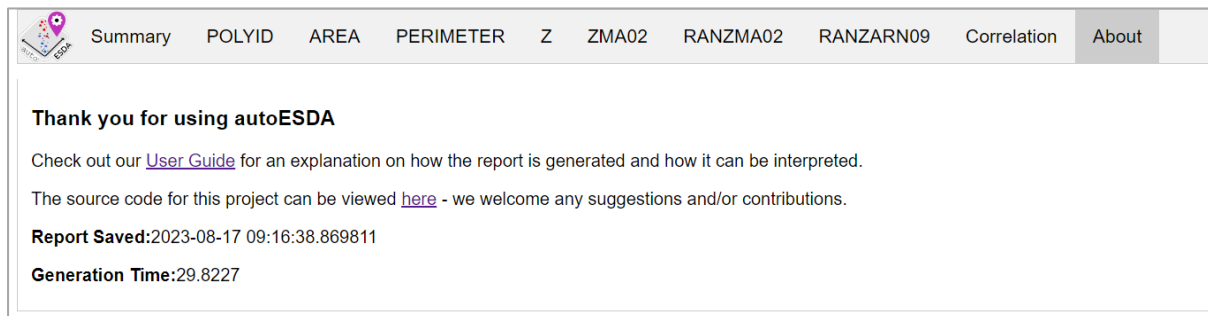 auto: ESDA Summary POLYID AREA PERIMETER Z ZMA02 RANZMA02 RANZARN09 Correlation About
Thank you for using autoESDA
Check out our User Guide for an explanation on how the report is generated and how it can be interpreted.
The source code for this project can be viewed here - we welcome any suggestions and/or contributions.
Report Saved:2023-08-17 09:16:38.869811
Generation Time:29.8227